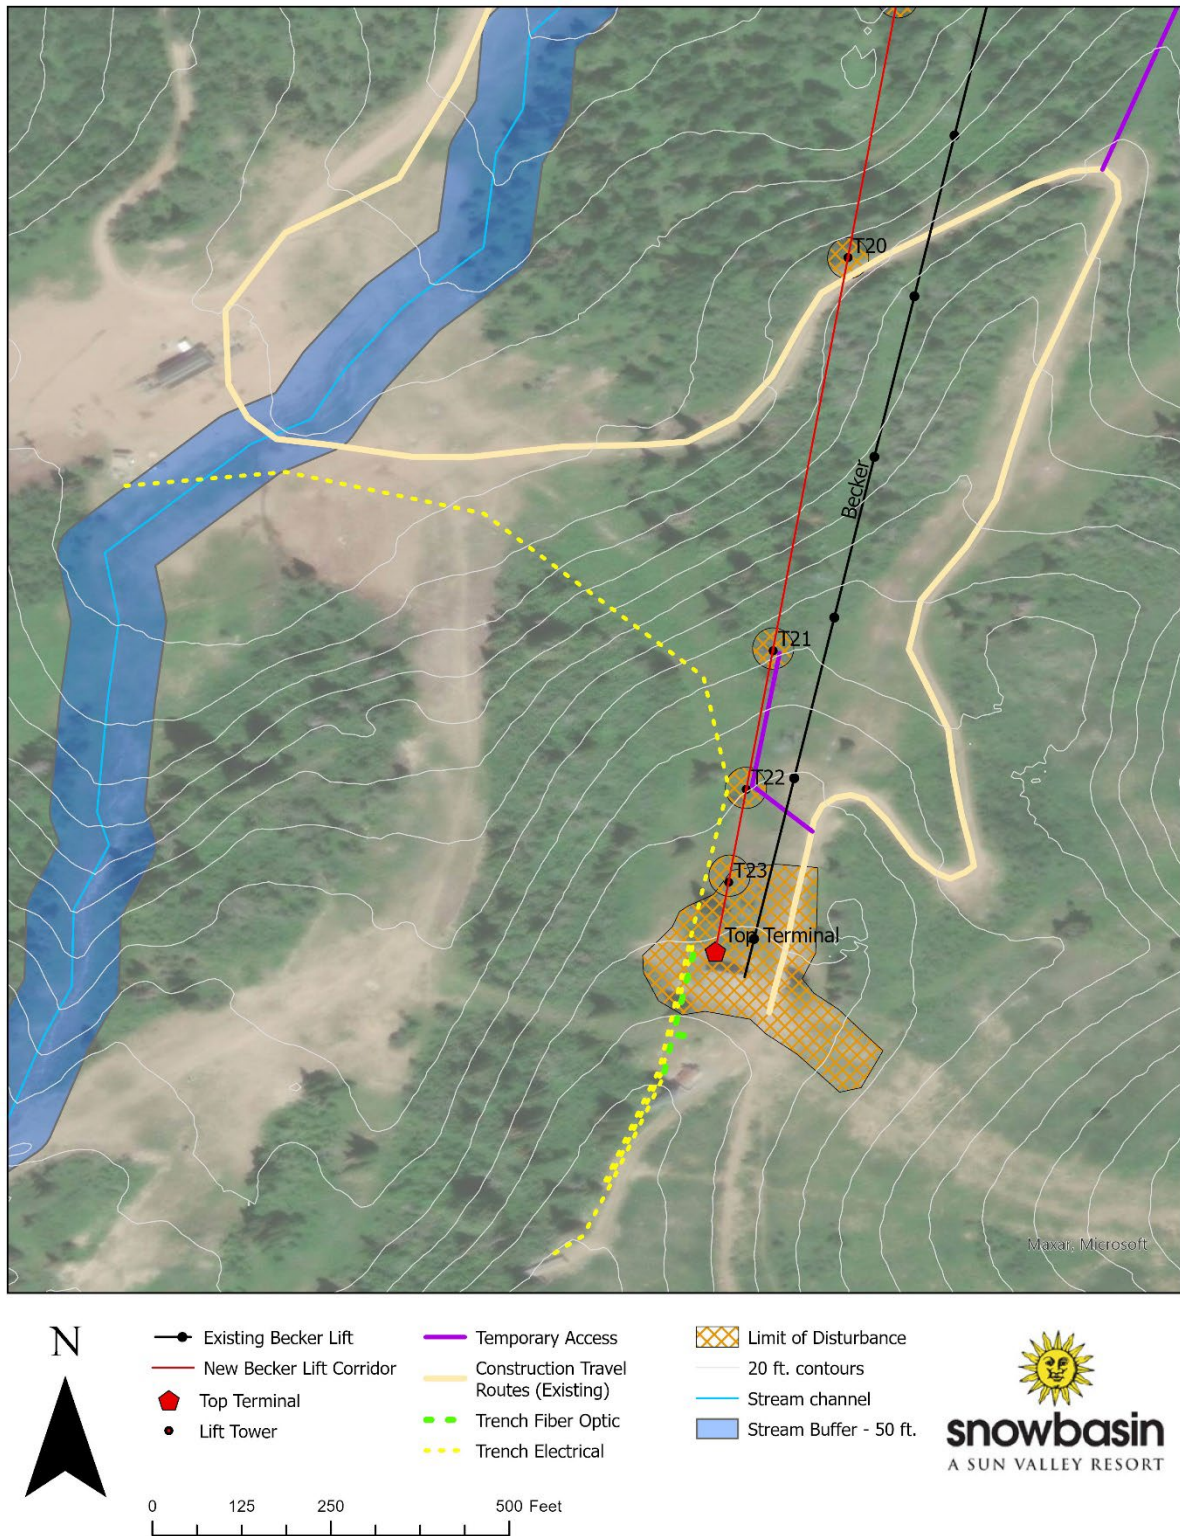 T20
Becker
T21
T22
T23
Top Terminal
Maxar, Microsoft
N
Existing Becker Lift
New Becker Lift Corridor
Top Terminal
Lift Tower
Temporary Access
Construction Travel
Routes (Existing)
Trench Fiber Optic
Trench Electrical
Limit of Disturbance
20 ft. contours
Stream channel
Stream Buffer - 50 ft.
snowbasin
A SUN VALLEY RESORT
0 125 250 500 Feet